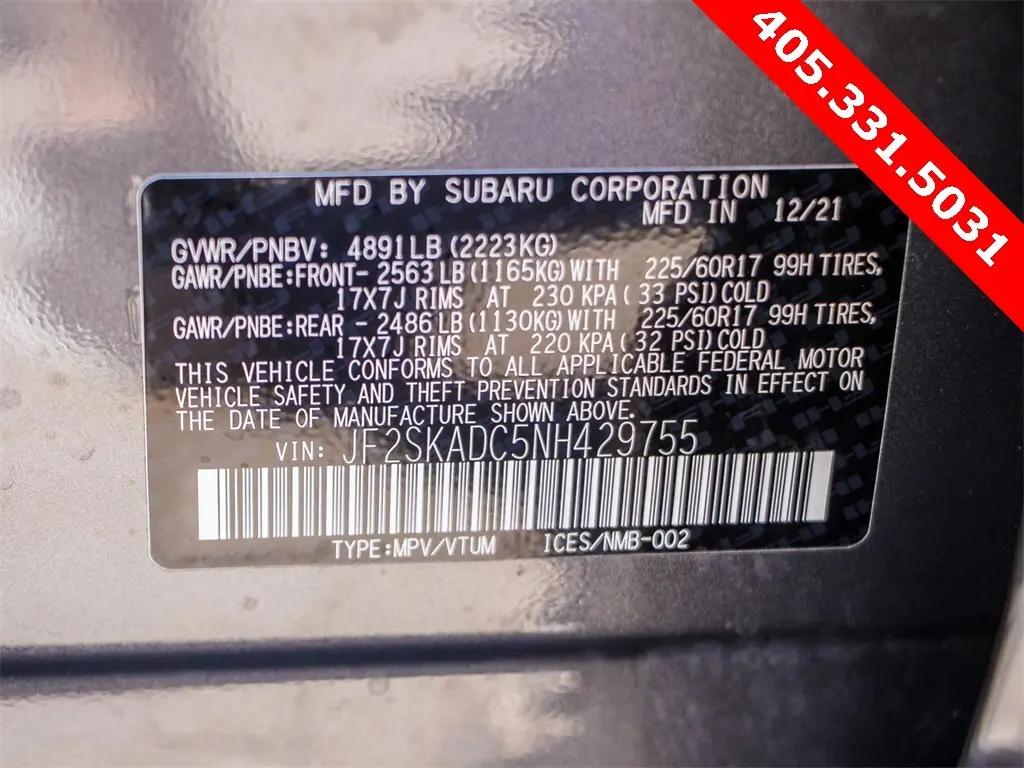 405.331.5031
MFD BY SUBARU CORPORATION
MFD IN 12/21
GVWR/PNBV: 4891LB (2223KG)
GAWR/PNBE:FRONT- 2563 LB (1165KG) WITH 225/60R17 99H TIRES,
17X7J RIMS AT 230 KPA ( 33 PSI) COLD
GAWR/PNBE:REAR - 2486 LB (1130KG) WITH 225/60R17 99H TIRES,
17X7J RIMS AT 220 KPA ( 32 PSI) COLD
THIS VEHICLE CONFORMS TO ALL APPLICABLE FEDERAL MOTOR
VEHICLE SAFETY AND THEFT PREVENTION STANDARDS IN EFFECT ON
THE DATE OF MANUFACTURE SHOWN ABOVE.
VIN: JF2SKADC5NH429755
TYPE:MPV/VTUM ICES/NMB-002